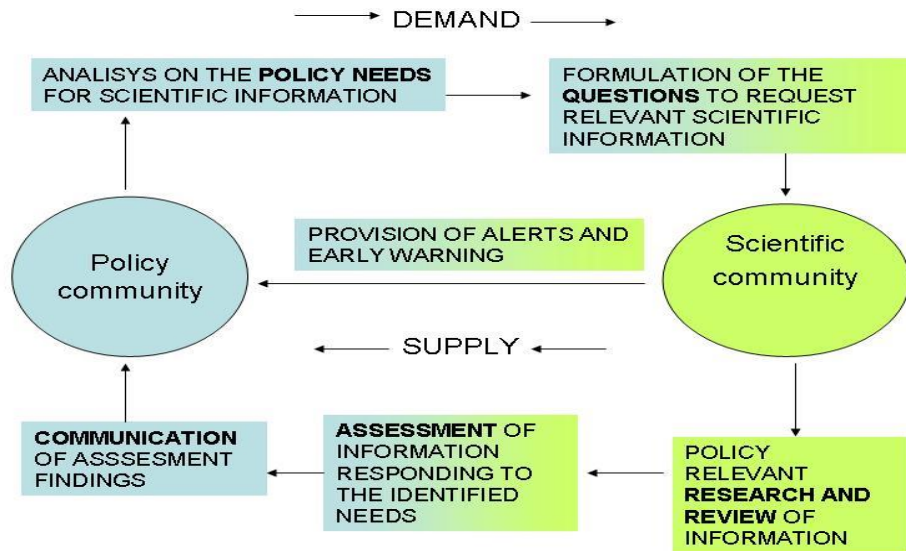 DEMAND
ANALISYS ON THE POLICY NEEDS
FOR SCIENTIFIC INFORMATION
FORMULATION OF THE
QUESTIONS TO REQUEST
RELEVANT SCIENTIFIC
INFORMATION
Policy
community
PROVISION OF ALERTS AND
EARLY WARNING
Scientific
community
SUPPLY
COMMUNICATION
OF ASSSESMENT
FINDINGS
ASSESSMENT OF
INFORMATION
RESPONDING TO
THE IDENTIFIED
NEEDS
POLICY
RELEVANT
RESEARCH AND
REVIEW OF
INFORMATION